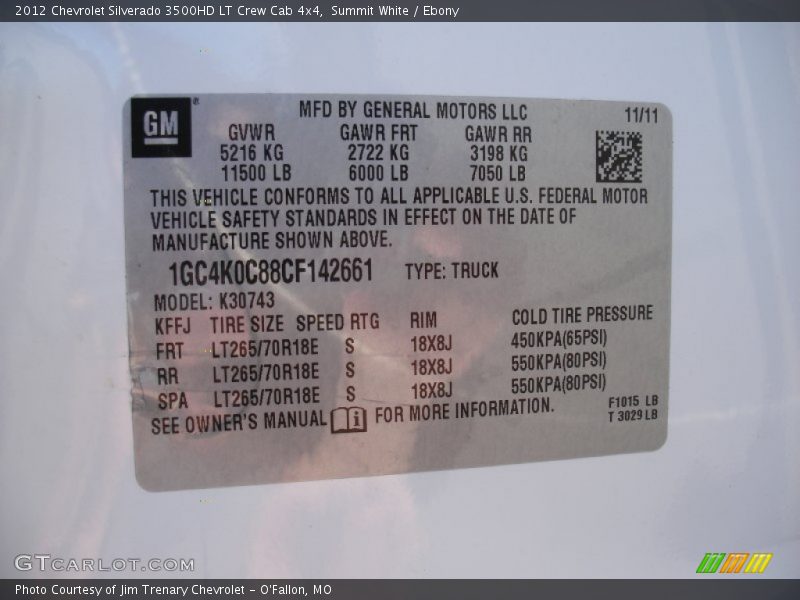 2012 Chevrolet Silverado 3500HD LT Crew Cab 4x4, Summit White / Ebony
GM ®
MFD BY GENERAL MOTORS LLC 11/11
GVWR GAWR FRT GAWR RR
5216 KG 2722 KG 3198 KG
11500 LB 6000 LB 7050 LB
THIS VEHICLE CONFORMS TO ALL APPLICABLE U.S. FEDERAL MOTOR
VEHICLE SAFETY STANDARDS IN EFFECT ON THE DATE OF
MANUFACTURE SHOWN ABOVE.
1GC4K0C88CF142661 TYPE: TRUCK
MODEL: K30743
KFFJ TIRE SIZE SPEED RTG RIM COLD TIRE PRESSURE
FRT LT265/70R18E S 18X8J 450KPA(65PSI)
RR LT265/70R18E S 18X8J 550KPA(80PSI)
SPA LT265/70R18E S 18X8J 550KPA(80PSI)
SEE OWNER'S MANUAL i FOR MORE INFORMATION.
F1015 LB
T 3029 LB
GTCARLOT.COM
Photo Courtesy of Jim Trenary Chevrolet - O'Fallon, MO